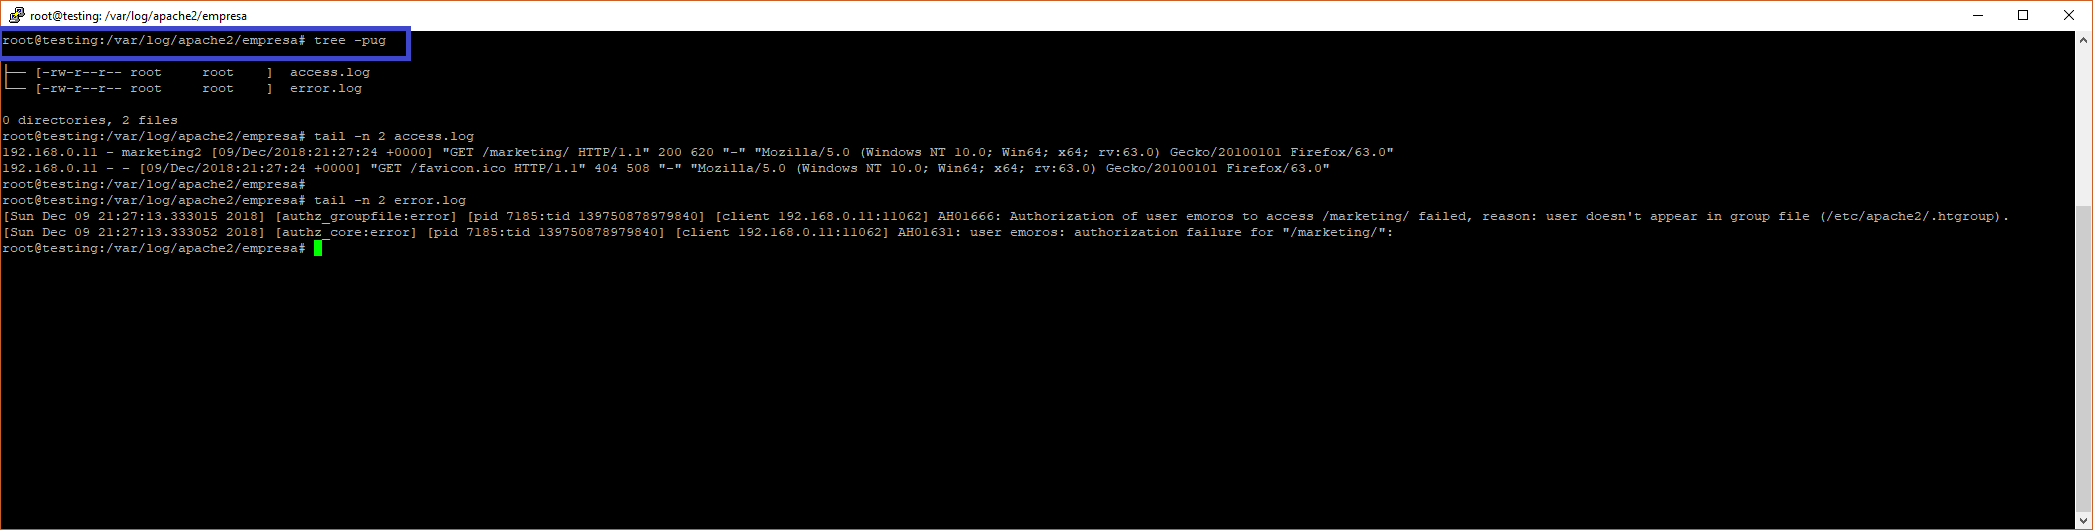 root@testing: /var/log/apache2/empresa
root@testing:/var/log/apache2/empresa# tree -pug
├── [-rw-r--r-- root     root    ]  access.log
└── [-rw-r--r-- root     root    ]  error.log
0 directories, 2 files
root@testing:/var/log/apache2/empresa# tail -n 2 access.log
192.168.0.11 - marketing2 [09/Dec/2018:21:27:24 +0000] "GET /marketing/ HTTP/1.1" 200 620 "-" "Mozilla/5.0 (Windows NT 10.0; Win64; x64; rv:63.0) Gecko/20100101 Firefox/63.0"
192.168.0.11 - - [09/Dec/2018:21:27:24 +0000] "GET /favicon.ico HTTP/1.1" 404 508 "-" "Mozilla/5.0 (Windows NT 10.0; Win64; x64; rv:63.0) Gecko/20100101 Firefox/63.0"
root@testing:/var/log/apache2/empresa#
root@testing:/var/log/apache2/empresa# tail -n 2 error.log
[Sun Dec 09 21:27:13.333015 2018] [authz_groupfile:error] [pid 7185:tid 139750878979840] [client 192.168.0.11:11062] AH01666: Authorization of user emoros to access /marketing/ failed, reason: user doesn't appear in group file (/etc/apache2/.htgroup).
[Sun Dec 09 21:27:13.333052 2018] [authz_core:error] [pid 7185:tid 139750878979840] [client 192.168.0.11:11062] AH01631: user emoros: authorization failure for "/marketing/":
root@testing:/var/log/apache2/empresa#